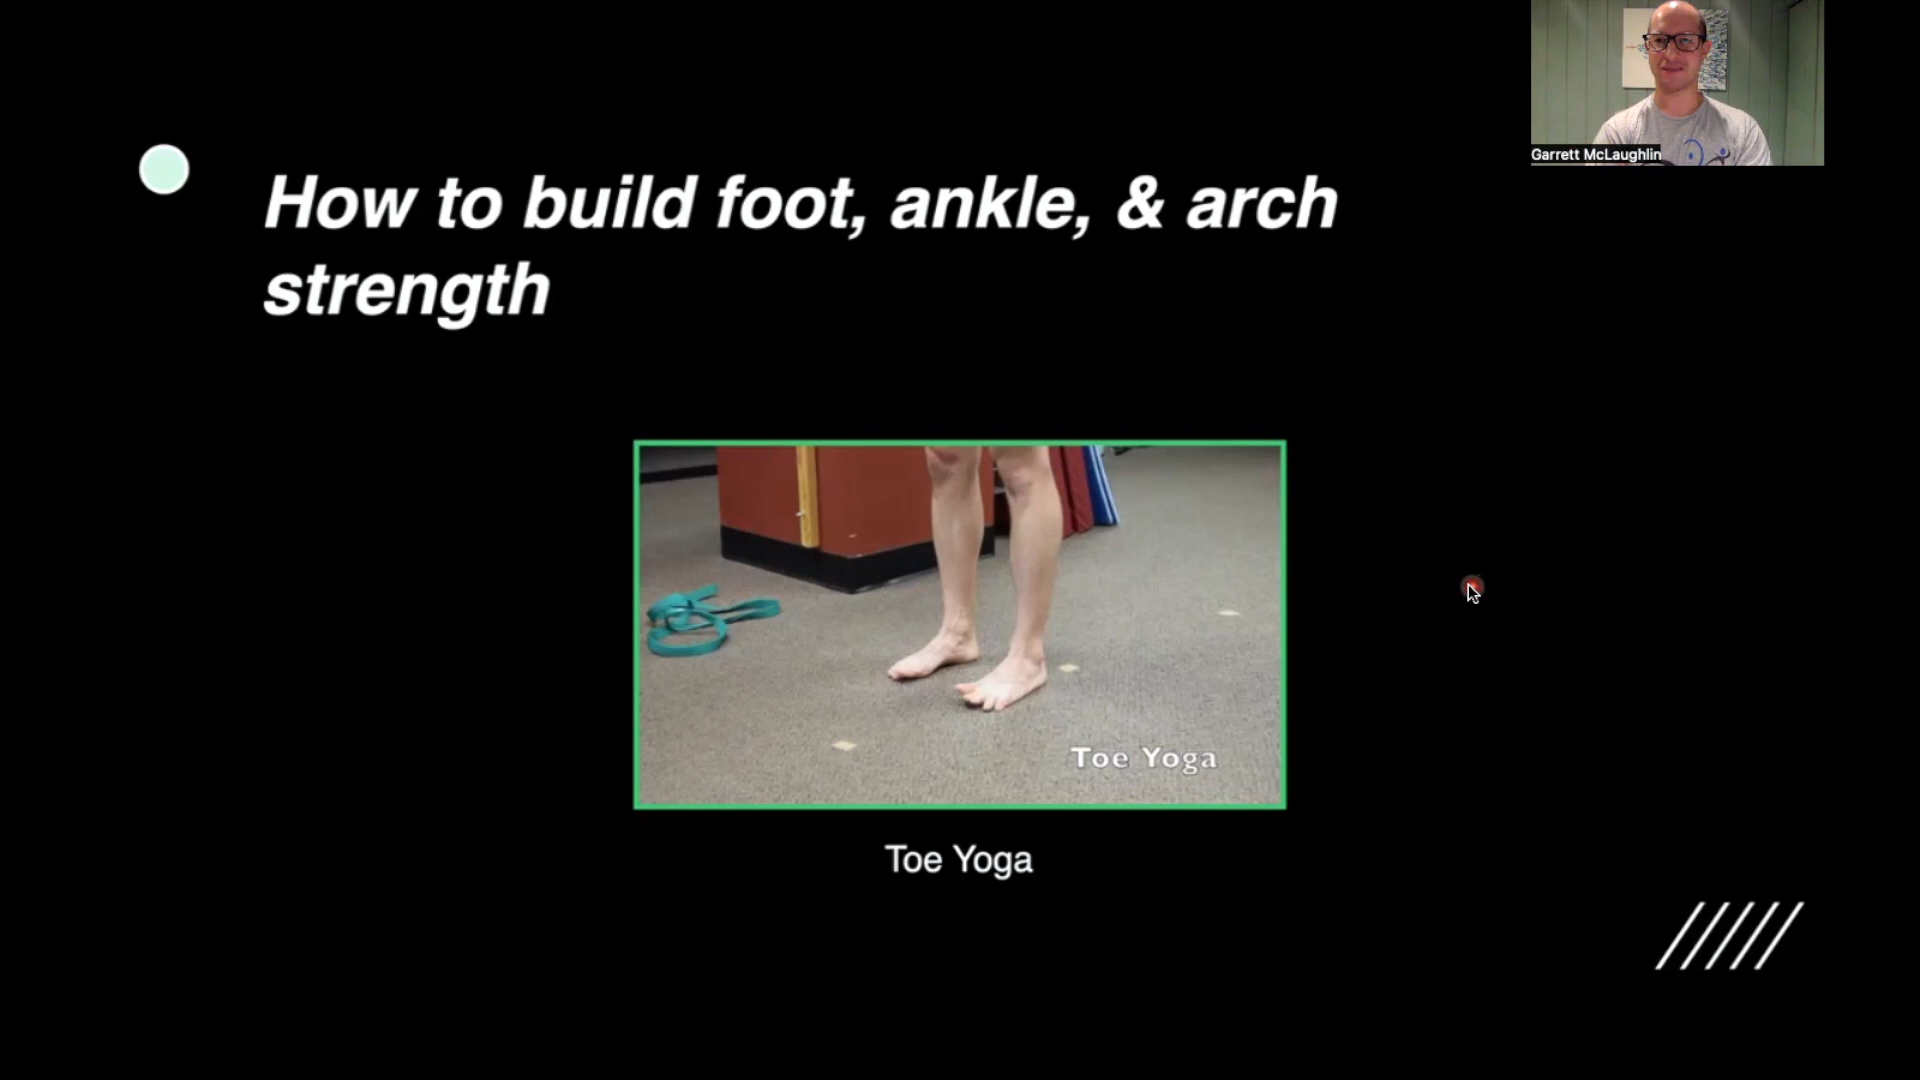 Garrett McLaughlin
How to build foot, ankle, & arch
strength
Toe Yoga
Toe Yoga